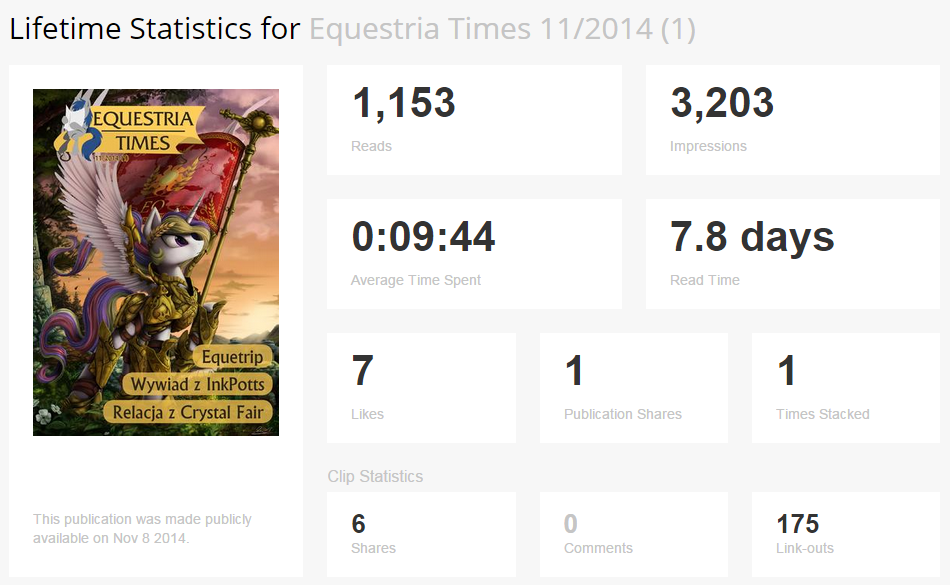 Lifetime Statistics for Equestria Times 11/2014 (1)
EQUESTRIA
TIMES
Equetrip
Wywiad z InkPotts
Relacja z Crystal Fair
This publication was made publicly
available on Nov 8 2014.
1,153
Reads
3,203
Impressions
0:09:44
Average Time Spent
7.8 days
Read Time
7
Likes
1
Publication Shares
1
Times Stacked
Clip Statistics
6
Shares
0
Comments
175
Link-outs